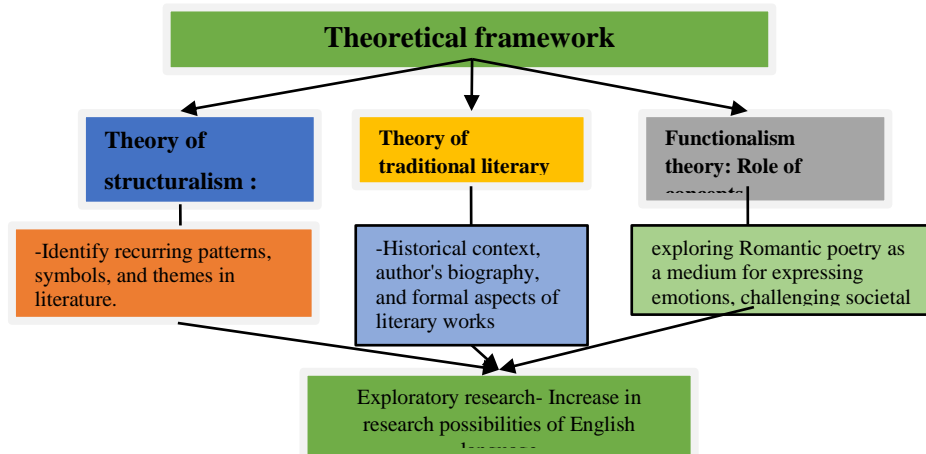 Theoretical framework
Theory of
structuralism :
Theory of
traditional literary
Functionalism
theory: Role of
concepts
-Identify recurring patterns,
symbols, and themes in
literature.
-Historical context,
author's biography,
and formal aspects of
literary works
exploring Romantic poetry as
a medium for expressing
emotions, challenging societal
Exploratory research- Increase in
research possibilities of English
language